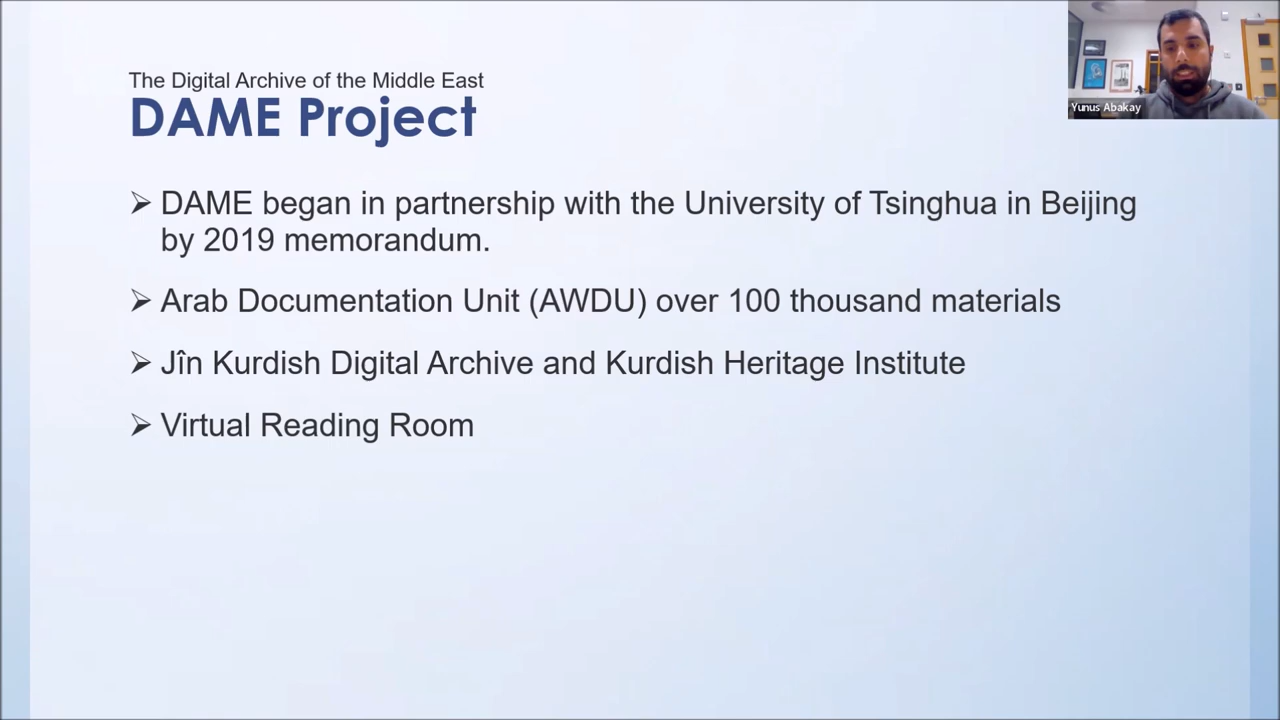 The Digital Archive of the Middle East
DAME Project
Yunus Abakay
➢ DAME began in partnership with the University of Tsinghua in Beijing
by 2019 memorandum.
➢ Arab Documentation Unit (AWDU) over 100 thousand materials
➢ Jîn Kurdish Digital Archive and Kurdish Heritage Institute
➢ Virtual Reading Room